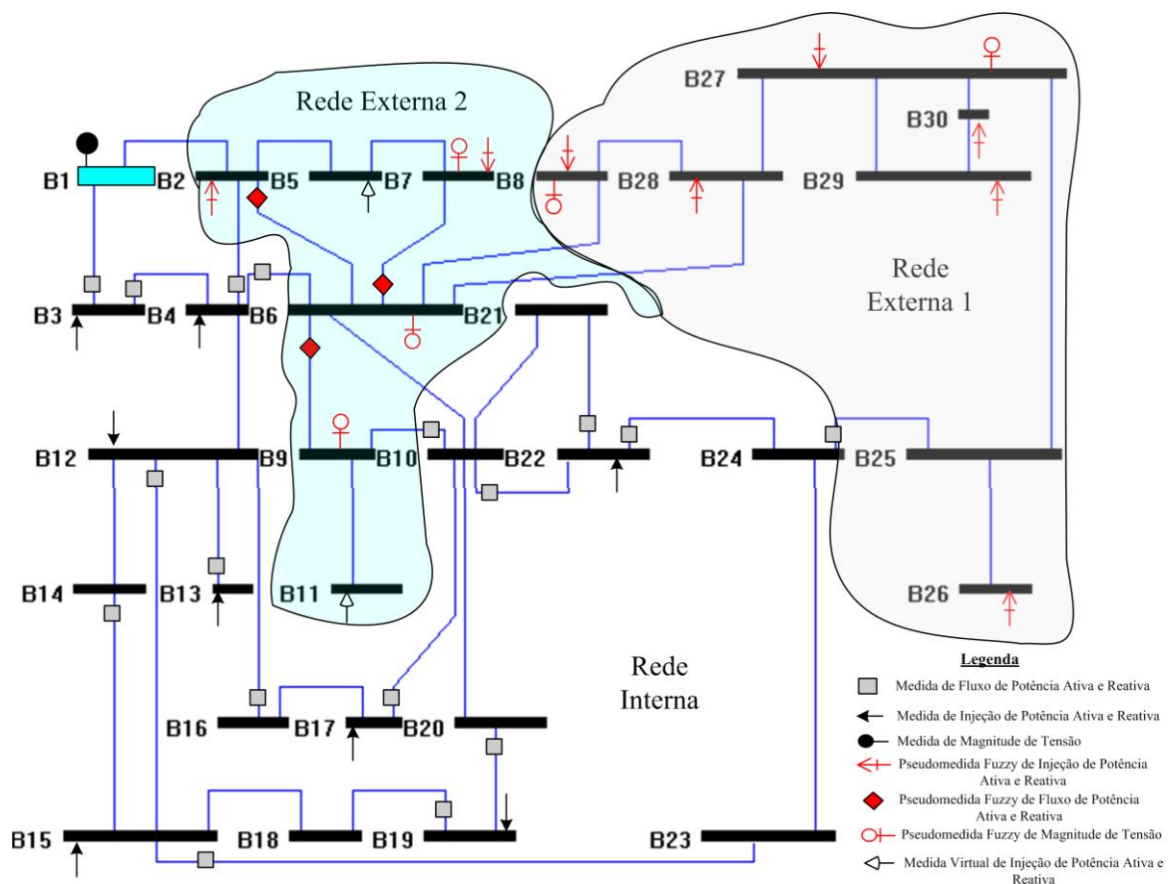 Rede Externa 2
B27
B30
B1
B2
B5
B7
B8
B28
B29
Rede
Externa 1
B3
B4
B6
B21
B12
B9
B10
B22
B24
B25
B14
B13
B11
B26
Rede
Interna
B16
B17
B20
B15
B18
B19
B23
Legenda
Medida de Fluxo de Potência Ativa e Reativa
Medida de Injeção de Potência Ativa e Reativa
Medida de Magnitude de Tensão
Pseudomedida Fuzzy de Injeção de Potência
Ativa e Reativa
Pseudomedida Fuzzy de Fluxo de Potência
Ativa e Reativa
Pseudomedida Fuzzy de Magnitude de Tensão
Medida Virtual de Injeção de Potência Ativa e
Reativa